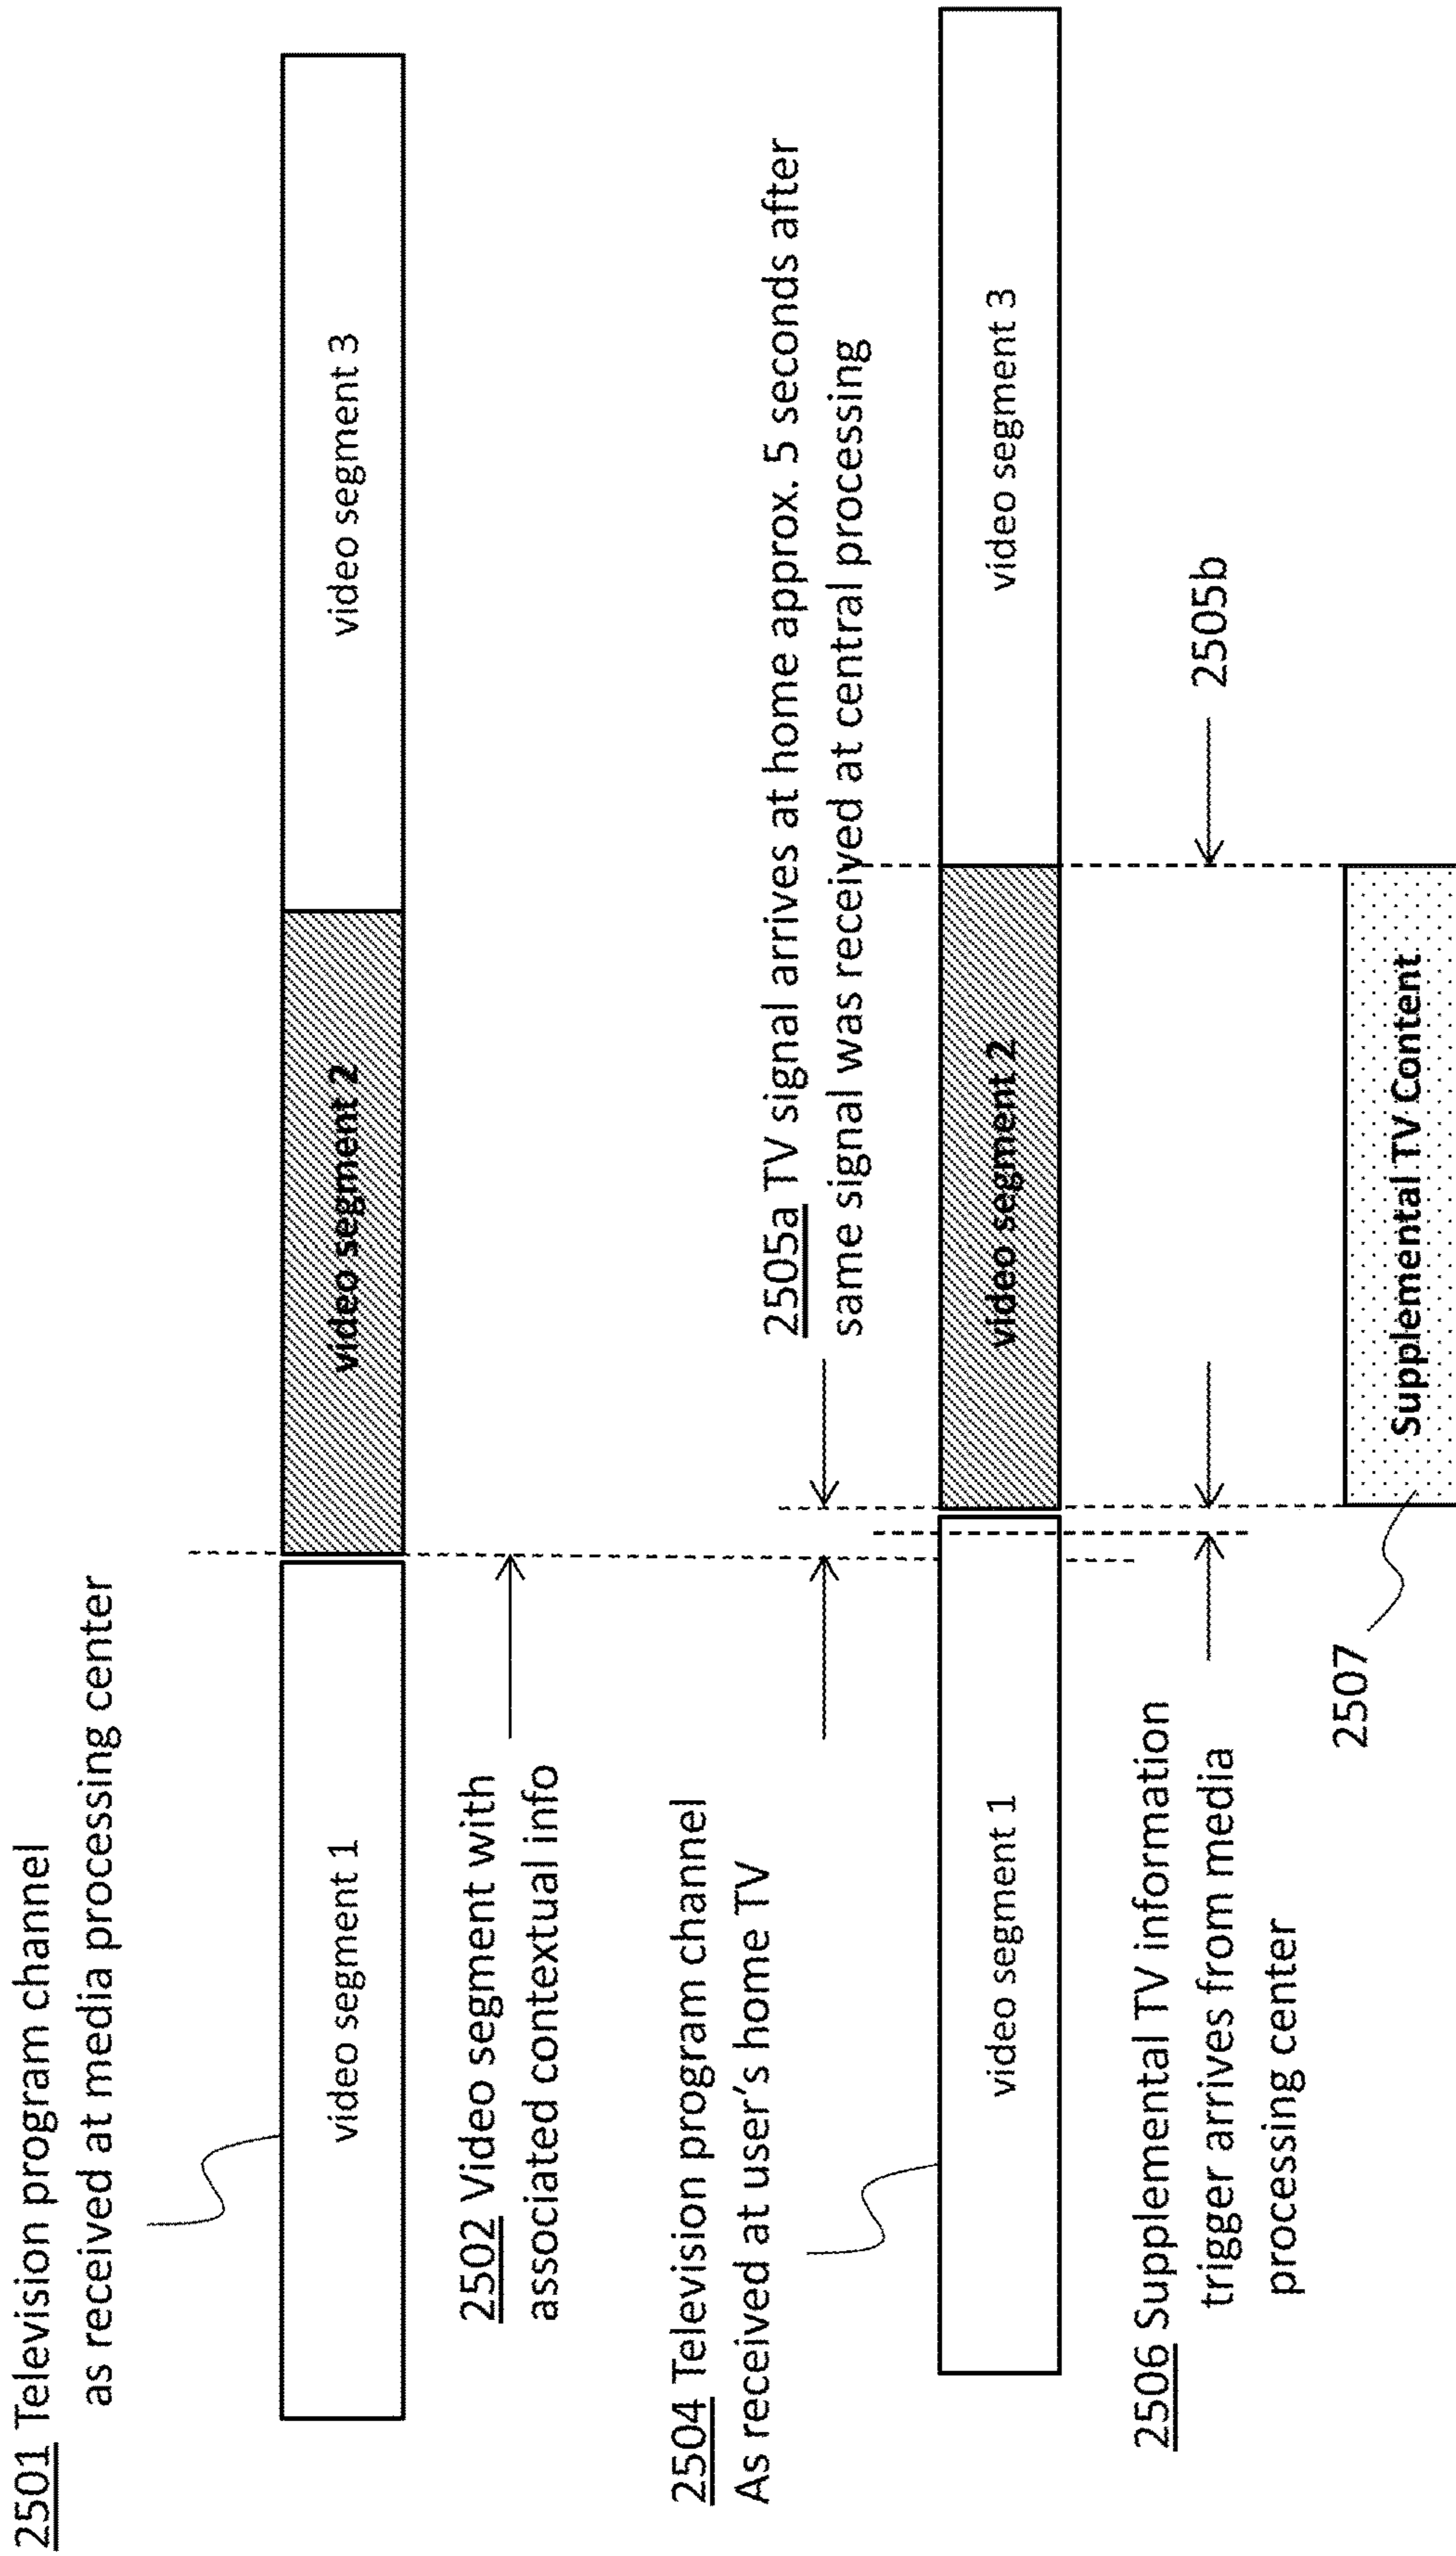 2501 Television program channel
as received at media processing center
video segment 1
video segment 2
video segment 3
2502 Video segment with
associated contextual info
2504 Television program channel
As received at user's home TV
2505a TV signal arrives at home approx. 5 seconds after
same signal was received at central processing
video segment 1
video segment 2
video segment 3
2506 Supplemental TV information
trigger arrives from media
processing center
2505b
2507
Supplemental TV Content